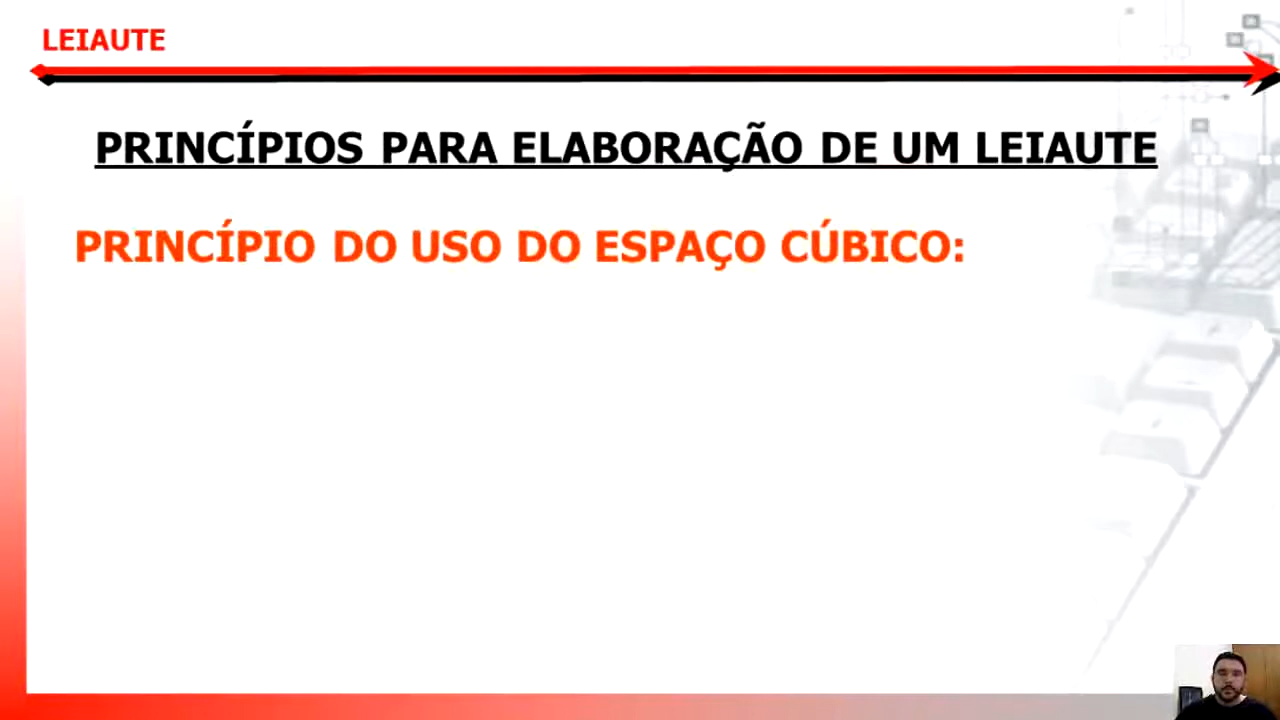 LEIAUTE
PRINCÍPIOS PARA ELABORAÇÃO DE UM LEIAUTE
PRINCÍPIO DO USO DO ESPAÇO CÚBICO: